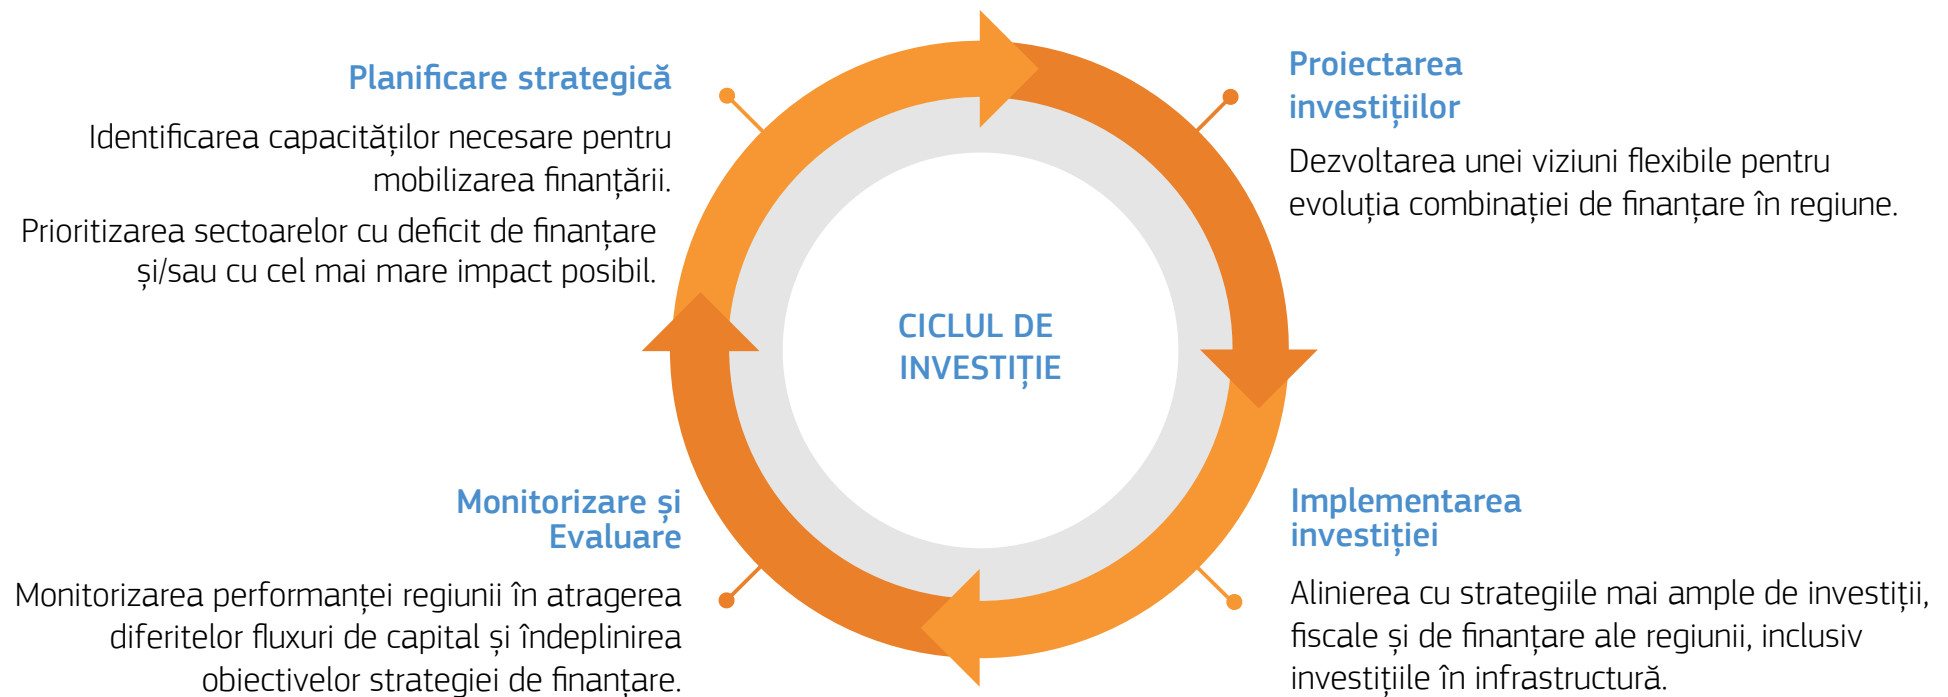 Planificare strategică
Identificarea capacităților necesare pentru
mobilizarea finanțării.
Prioritizarea sectoarelor cu deficit de finanțare
și/sau cu cel mai mare impact posibil.
Proiectarea
investițiilor
Dezvoltarea unei viziuni flexibile pentru
evoluția combinației de finanțare în regiune.
CICLUL DE
INVESTIȚIE
Monitorizare și
Evaluare
Monitorizarea performanței regiunii în atragerea
diferitelor fluxuri de capital și îndeplinirea
obiectivelor strategiei de finanțare.
Implementarea
investiției
Alinierea cu strategiile mai ample de investiții,
fiscale și de finanțare ale regiunii, inclusiv
investițiile în infrastructură.